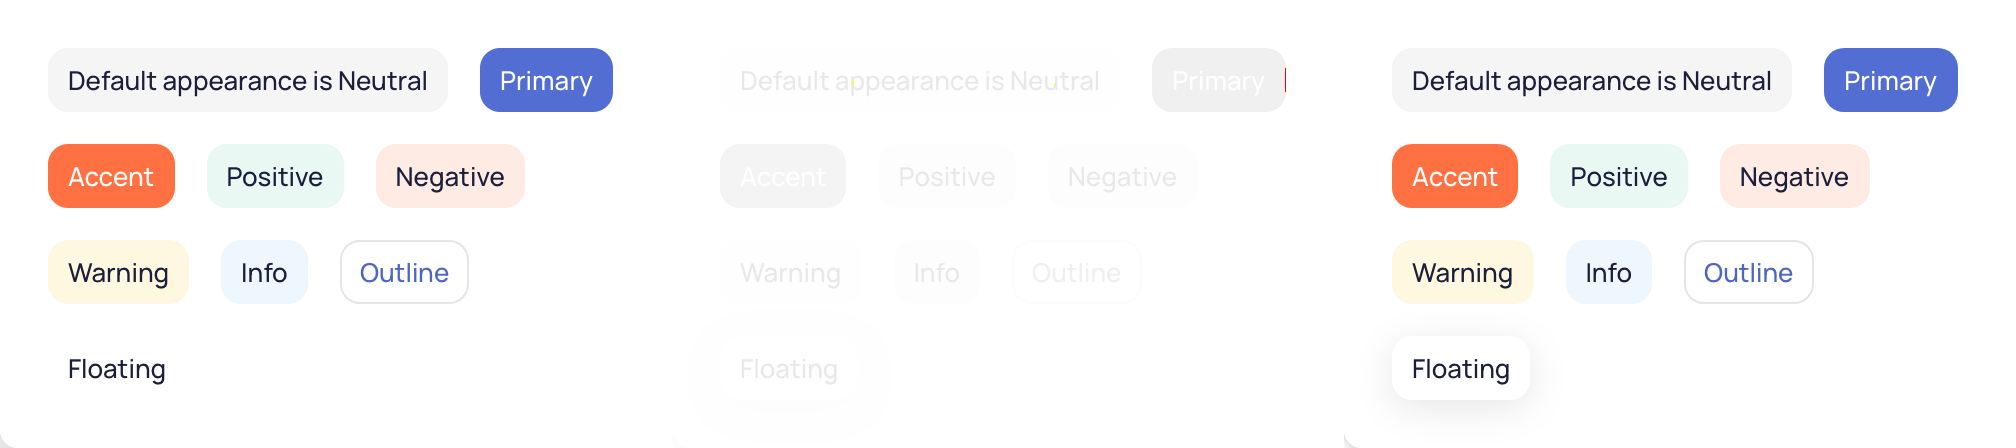 Default appearance is Neutral Primary Default appearance is Neutral Primary Default appearance is Neutral Primary
Accent Positive Negative Accent Positive Negative Accent Positive Negative
Warning Info Outline Warning Info Outline Warning Info Outline
Floating Floating Floating